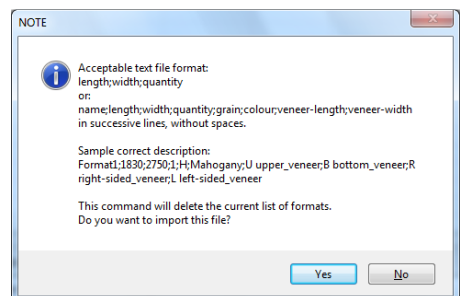 NOTE
Acceptable text file format:
length;width;quantity
or:
name;length;width;quantity;grain;colour;veneer-length;veneer-width
in successive lines, without spaces.
Sample correct description:
Format1;1830;2750;1;H;Mahogany;U upper_veneer;B bottom_veneer;R
right-sided_veneer;L left-sided_veneer
This command will delete the current list of formats.
Do you want to import this file?
Yes
No